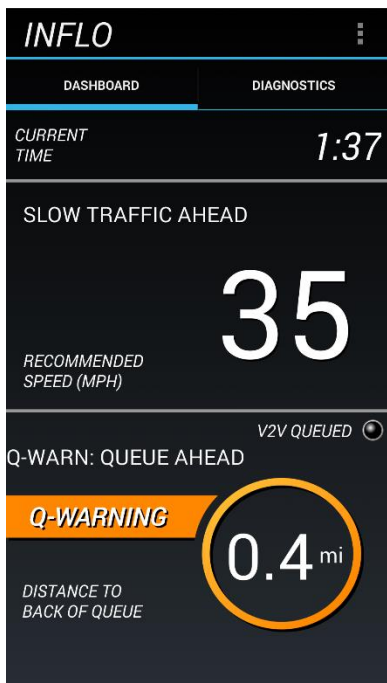 INFLO
DASHBOARD
DIAGNOSTICS
CURRENT
TIME
1:37
SLOW TRAFFIC AHEAD
35
RECOMMENDED
SPEED (MPH)
V2V QUEUED
Q-WARN: QUEUE AHEAD
Q-WARNING
0.4 mi
DISTANCE TO
BACK OF QUEUE